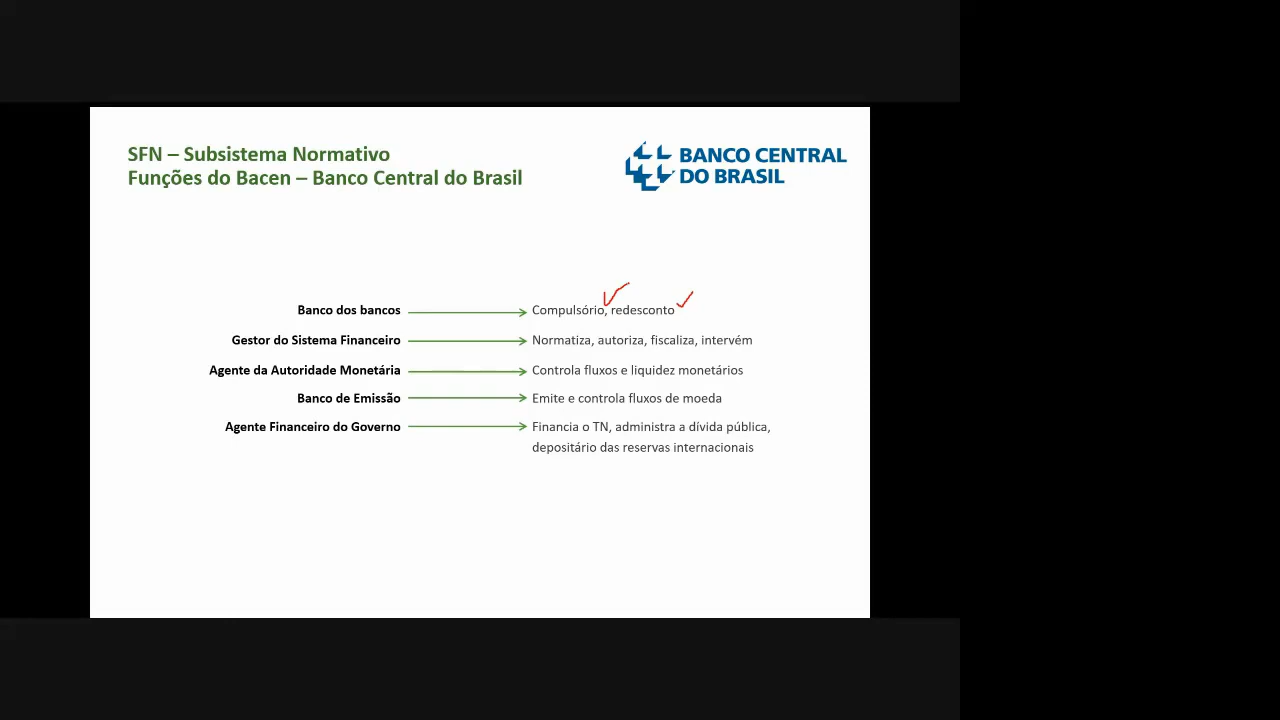 SFN – Subsistema Normativo
Funções do Bacen – Banco Central do Brasil
BANCO CENTRAL
DO BRASIL
Banco dos bancos Compulsório, redesconto
Gestor do Sistema Financeiro Normatiza, autoriza, fiscaliza, intervém
Agente da Autoridade Monetária Controla fluxos e liquidez monetários
Banco de Emissão Emite e controla fluxos de moeda
Agente Financeiro do Governo Financia o TN, administra a dívida pública,
depositário das reservas internacionais